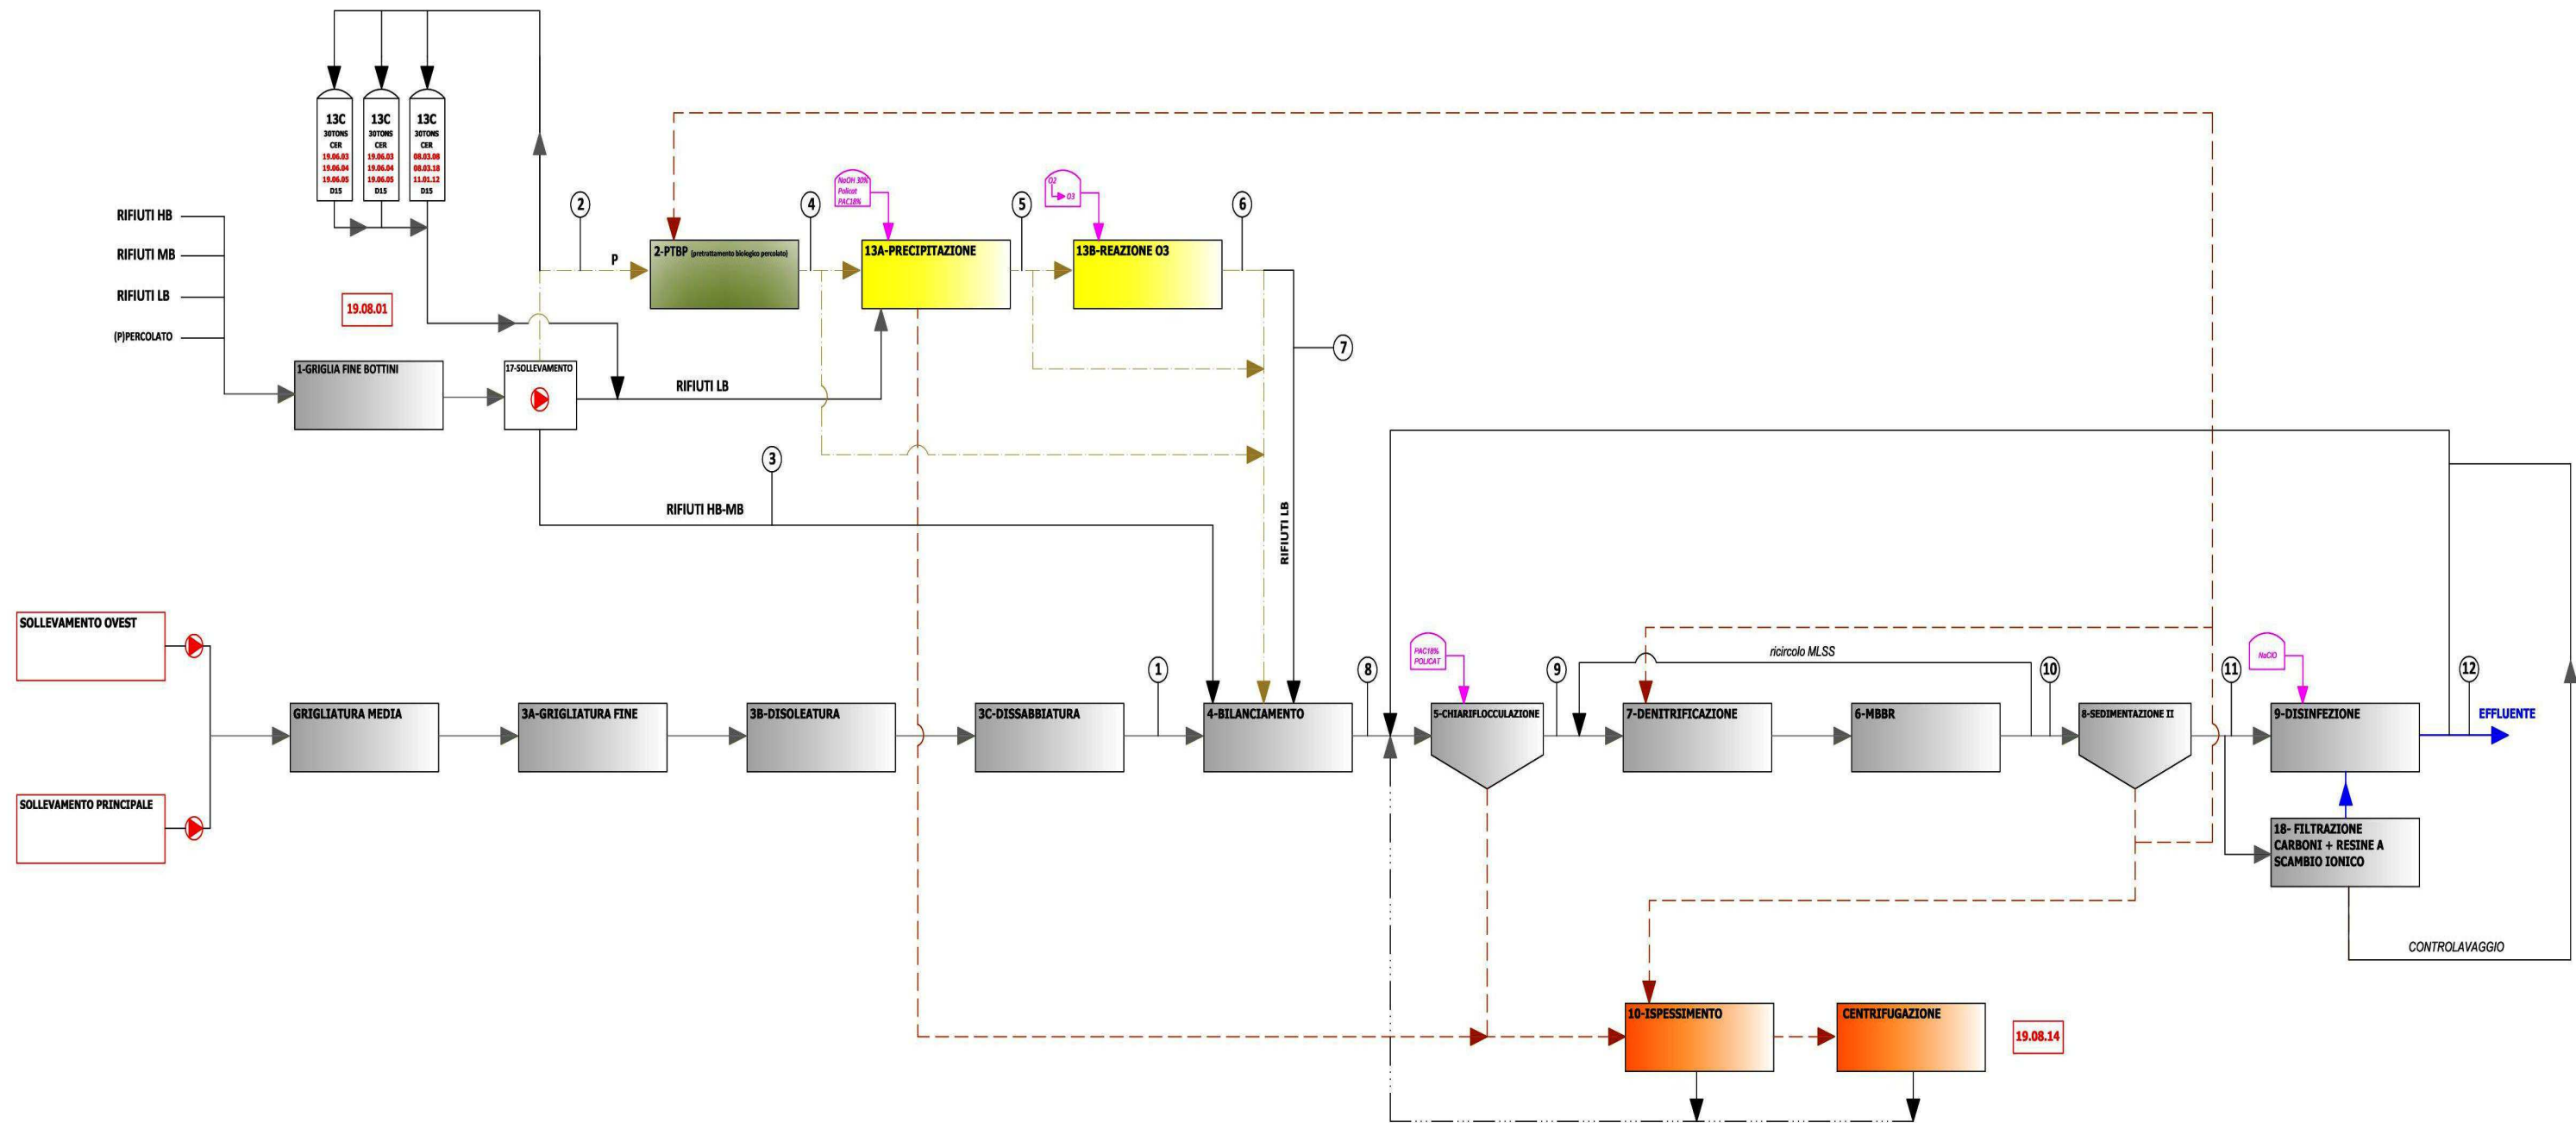 13C
30TONS
CER
19.06.03
19.06.04
19.06.05
D15
13C
30TONS
CER
19.06.03
19.06.04
19.06.05
D15
13C
30TONS
CER
08.03.08
08.03.18
11.01.12
D15
RIFIUTI HB
RIFIUTI MB
RIFIUTI LB
(P)PERCOLATO
19.08.01
1-GRIGLIA FINE BOTTINI
17-SOLLEVAMENTO
2
P
2-PTBP (pretrattamento biologico percolato)
4
NaOH 30%
Policat
PAC18%
13A-PRECIPITAZIONE
5
O2
O3
13B-REAZIONE O3
6
7
RIFIUTI LB
3
RIFIUTI HB-MB
RIFIUTI LB
SOLLEVAMENTO OVEST
SOLLEVAMENTO PRINCIPALE
GRIGLIATURA MEDIA
3A-GRIGLIATURA FINE
3B-DISOLEATURA
3C-DISSABBIATURA
1
4-BILANCIAMENTO
8
PAC18%
POLICAT
5-CHIARIFLOCCULAZIONE
9
ricircolo MLSS
7-DENITRIFICAZIONE
6-MBBR
10
8-SEDIMENTAZIONE II
11
NaClO
9-DISINFEZIONE
12
EFFLUENTE
18- FILTRAZIONE
CARBONI + RESINE A
SCAMBIO IONICO
CONTROLAVAGGIO
10-ISPESSIMENTO
CENTRIFUGAZIONE
19.08.14